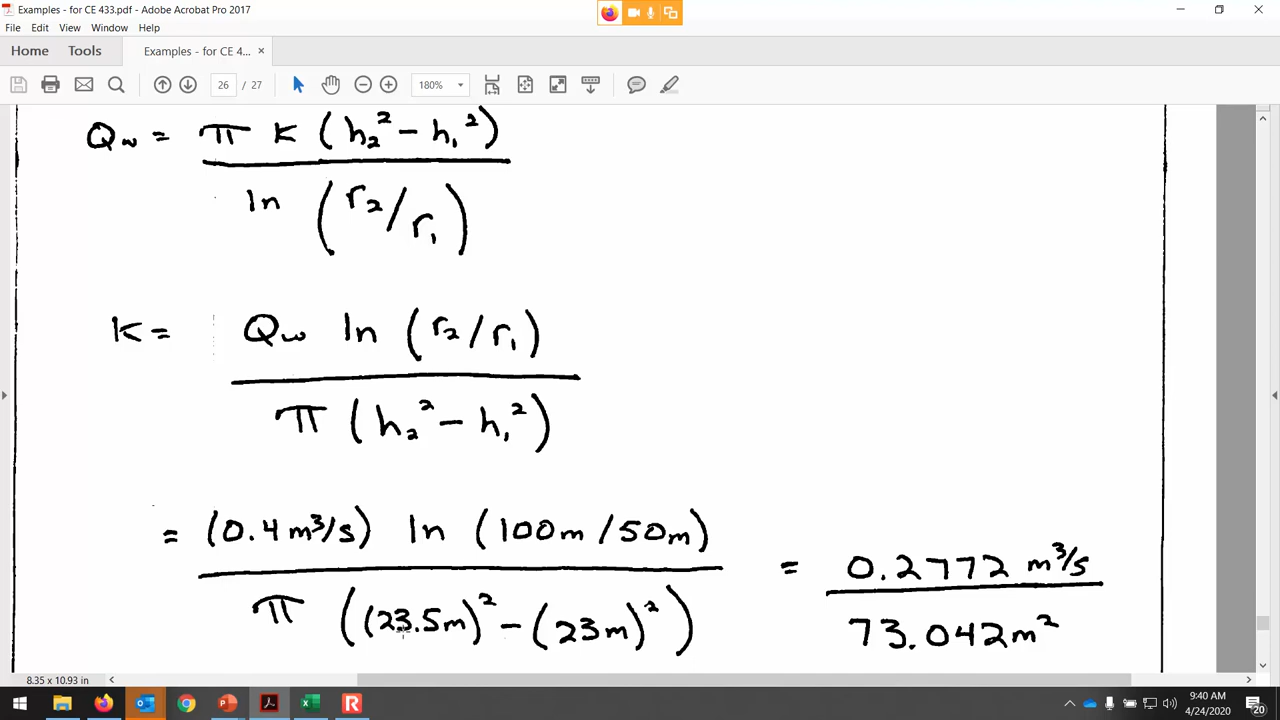 Examples - for CE 433.pdf - Adobe Acrobat Pro 2017
File Edit View Window Help
Home Tools Examples - for CE 4... ×
26 / 27 180%
Qw = π K (h₂² - h₁²)
ln (r₂/r₁)
K = Qw ln (r₂/r₁)
π (h₂² - h₁²)
= (0.4 m³/s) ln (100m /50m)
π ((23.5m)² - (23m)²)
= 0.2772 m³/s
73.042m²
8.35 x 10.93 in
9:40 AM
4/24/2020
20